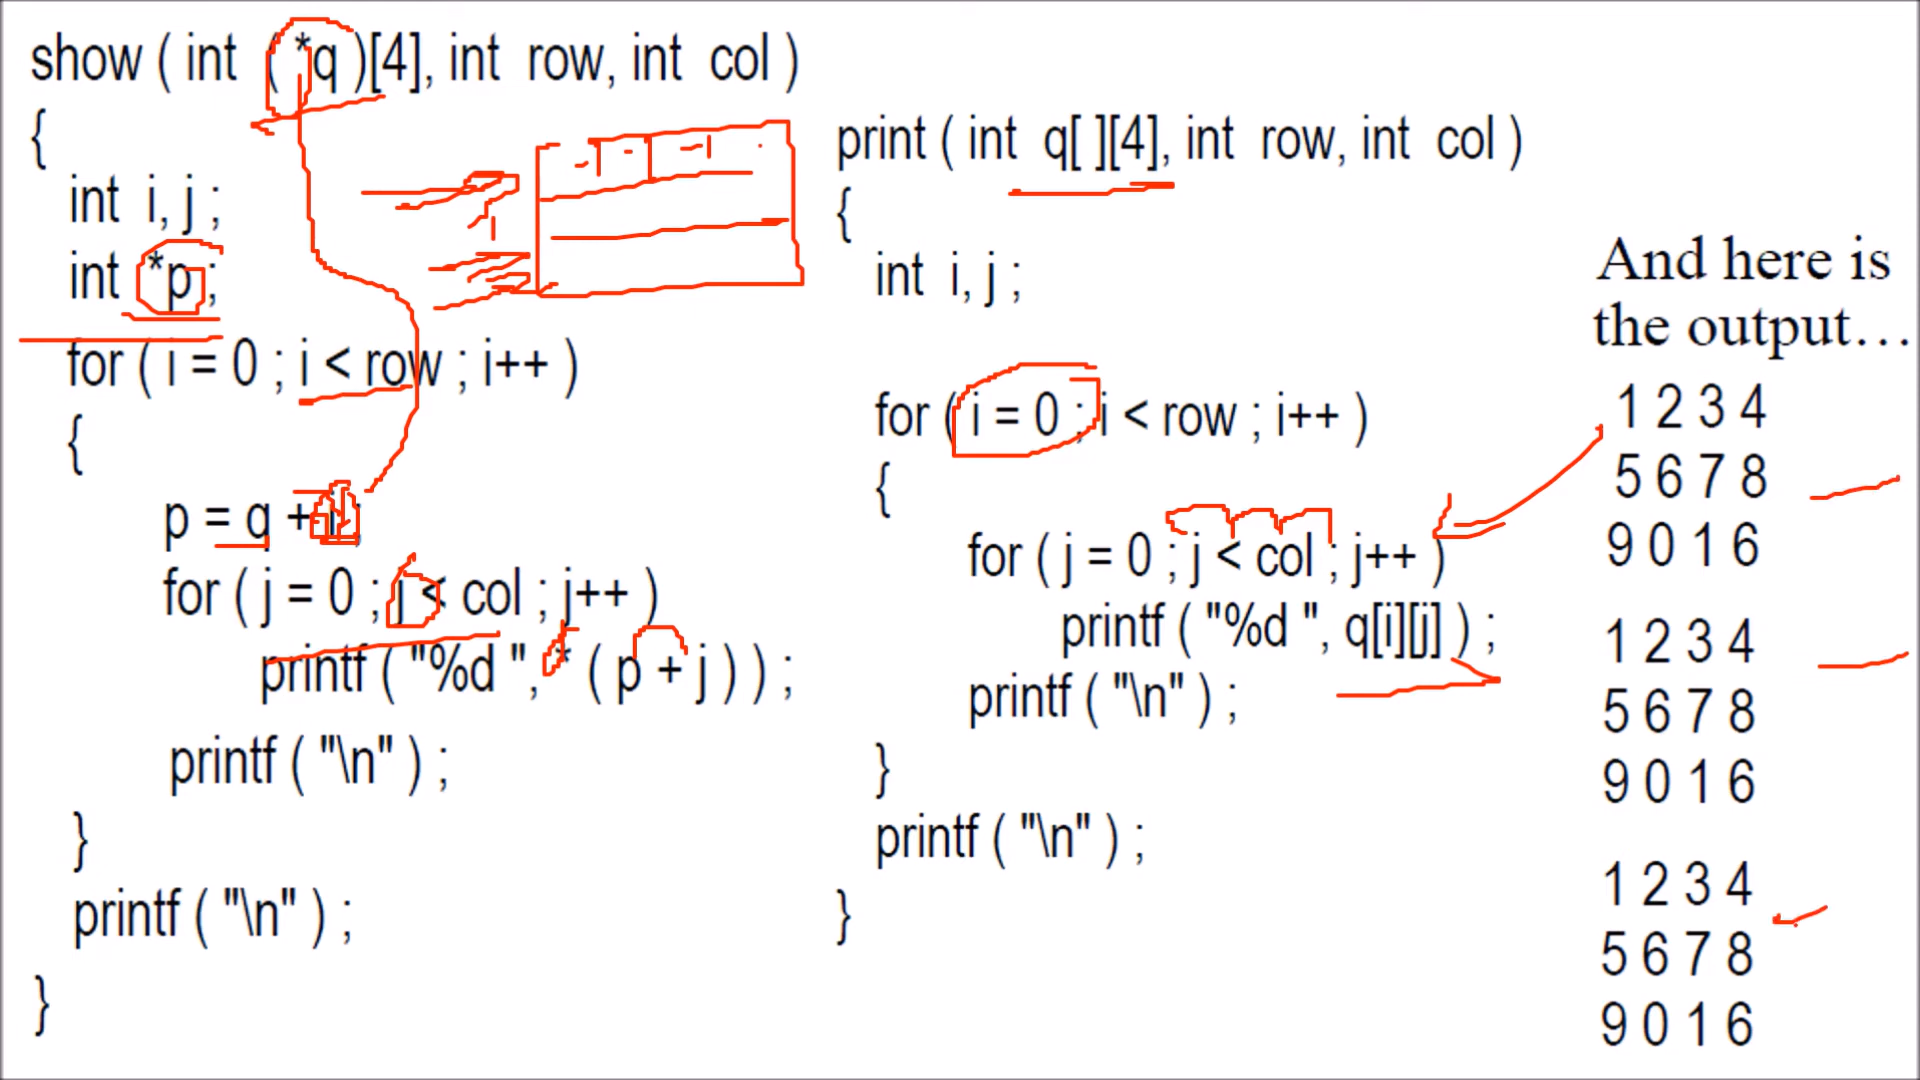 show ( int ( *q )[4], int row, int col )
{
int i, j ;
int *p ;
for ( i = 0 ; i < row ; i++ )
{
p = q + i ;
for ( j = 0 ; j < col ; j++ )
printf ( "%d ", * ( p + j ) ) ;
printf ( "\n" ) ;
}
printf ( "\n" ) ;
}
print ( int q[ ][4], int row, int col )
{
int i, j ;
for ( i = 0 ; i < row ; i++ )
{
for ( j = 0 ; j < col ; j++ )
printf ( "%d ", q[i][j] ) ;
printf ( "\n" ) ;
}
printf ( "\n" ) ;
}
And here is
the output…
1 2 3 4
5 6 7 8
9 0 1 6
1 2 3 4
5 6 7 8
9 0 1 6
1 2 3 4
5 6 7 8
9 0 1 6